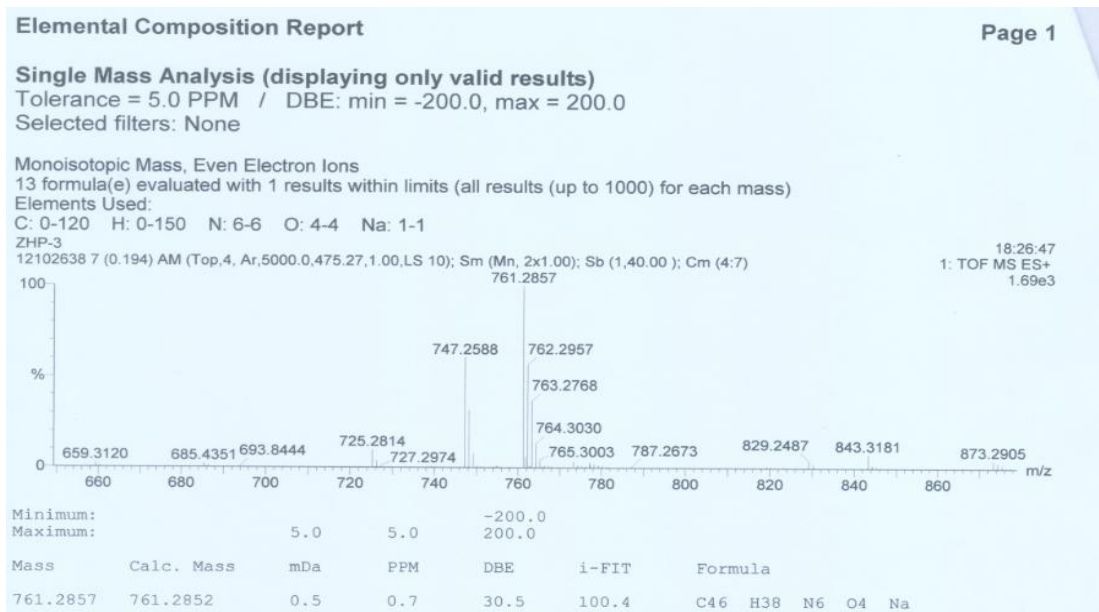 Elemental Composition Report
Page 1
Single Mass Analysis (displaying only valid results)
Tolerance = 5.0 PPM / DBE: min = -200.0, max = 200.0
Selected filters: None
Monoisotopic Mass, Even Electron Ions
13 formula(e) evaluated with 1 results within limits (all results (up to 1000) for each mass)
Elements Used:
C: 0-120 H: 0-150 N: 6-6 O: 4-4 Na: 1-1
ZHP-3
18:26:47
12102638 7 (0.194) AM (Top,4, Ar,5000.0,475.27,1.00,LS 10); Sm (Mn, 2x1.00); Sb (1,40.00 ); Cm (4:7)
1: TOF MS ES+
1.69e3
761.2857
100
747.2588
762.2957
%
763.2768
764.3030
725.2814
659.3120
685.4351
693.8444
727.2974
765.3003
787.2673
829.2487
843.3181
873.2905
0
m/z
660 680 700 720 740 760 780 800 820 840 860
Minimum: -200.0
Maximum: 5.0 5.0 200.0
Mass Calc. Mass mDa PPM DBE i-FIT Formula
761.2857 761.2852 0.5 0.7 30.5 100.4 C46 H38 N6 O4 Na